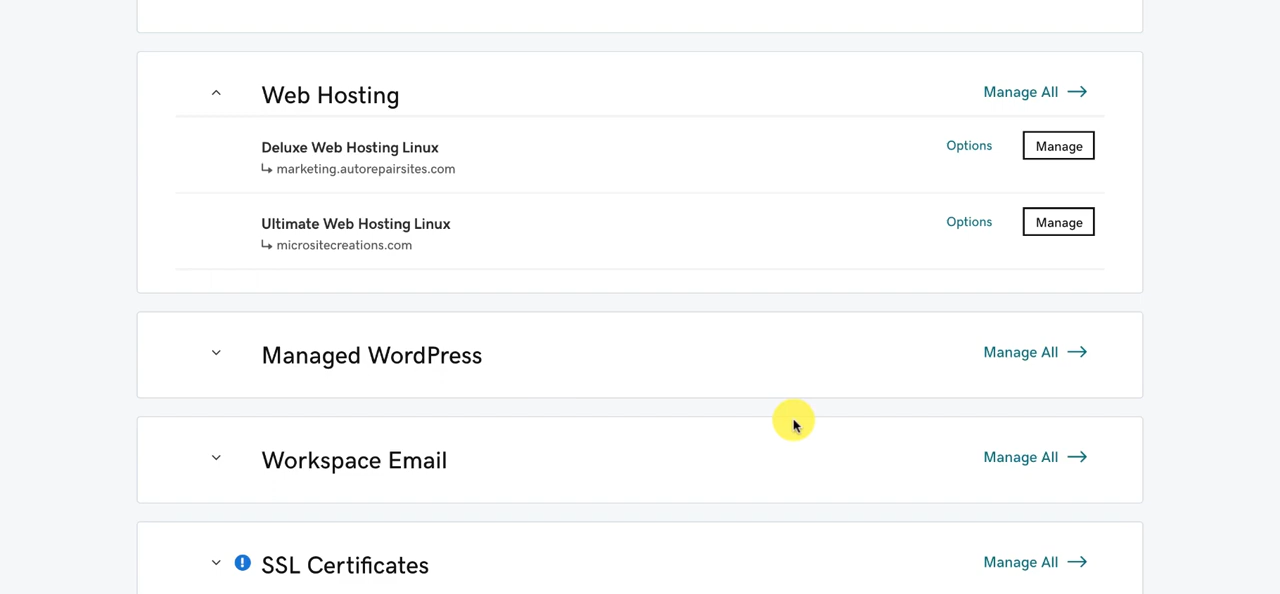 Web Hosting
Manage All →
Deluxe Web Hosting Linux
Options
Manage
↳ marketing.autorepairsites.com
Ultimate Web Hosting Linux
Options
Manage
↳ micrositecreations.com
Managed WordPress
Manage All →
Workspace Email
Manage All →
! SSL Certificates
Manage All →